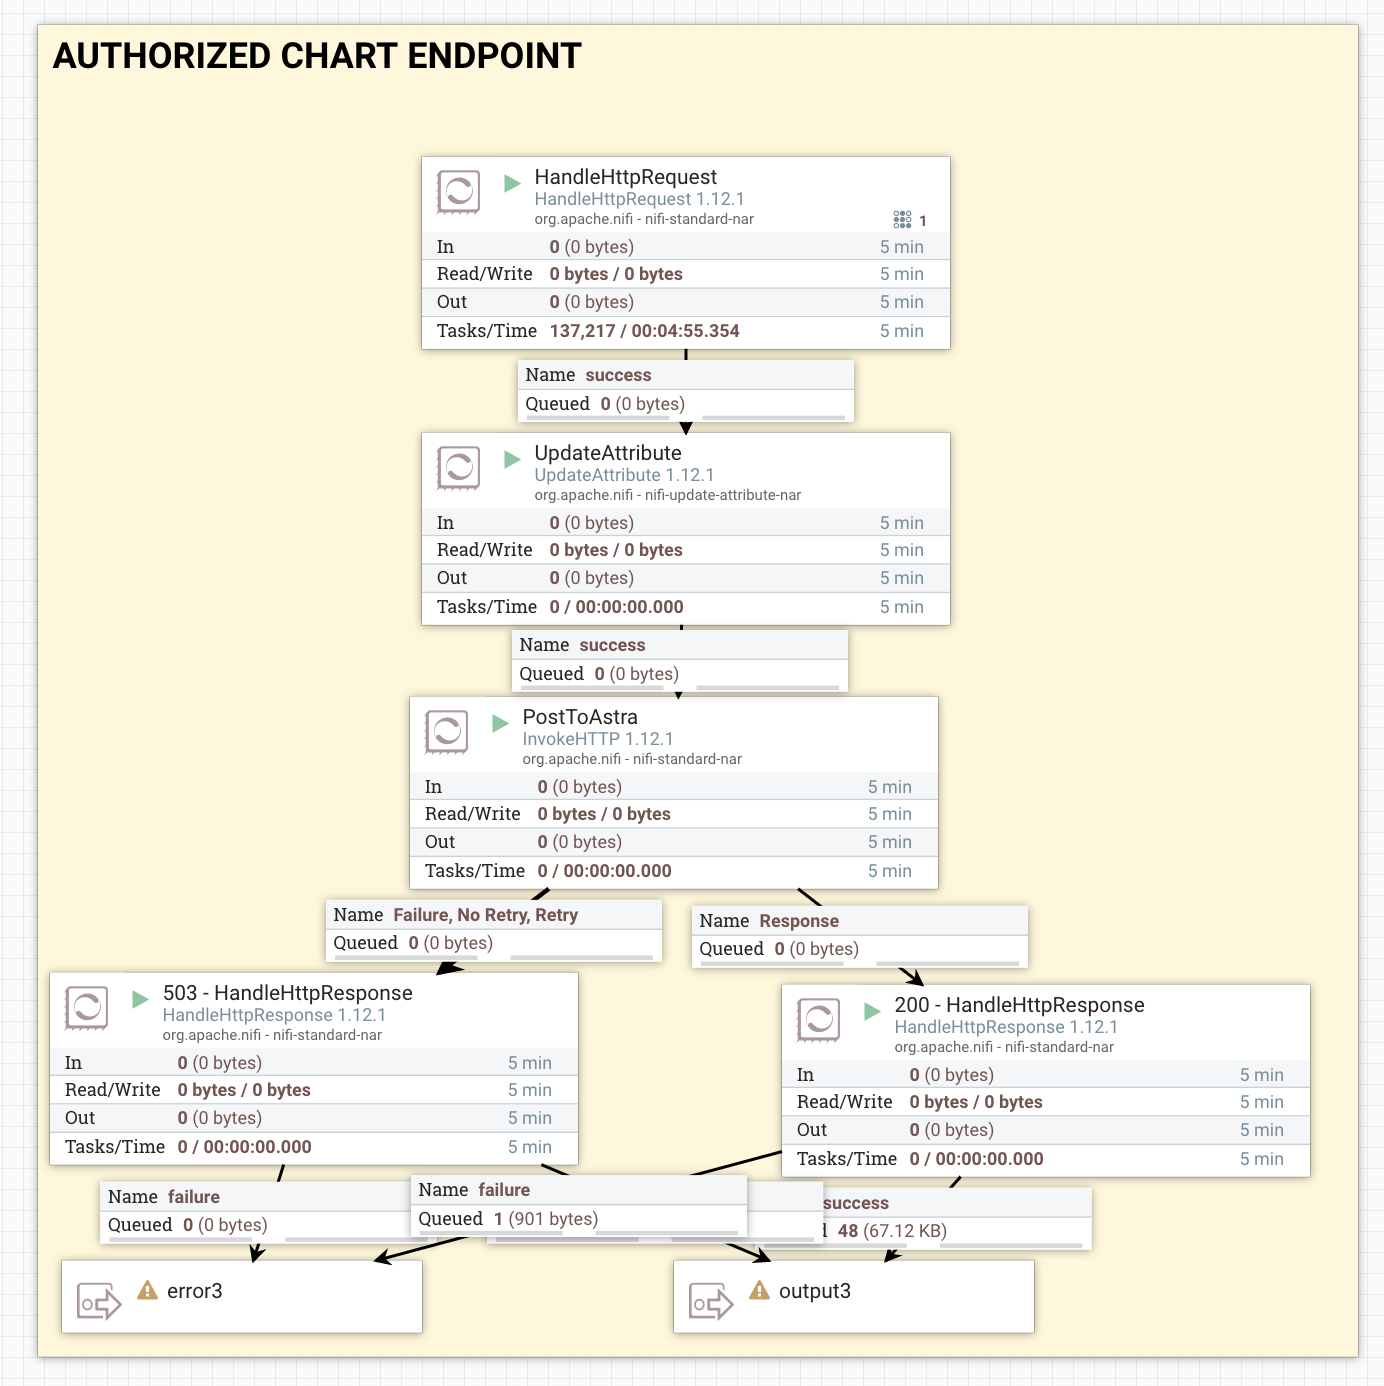 AUTHORIZED CHART ENDPOINT
HandleHttpRequest
HandleHttpRequest 1.12.1
org.apache.nifi - nifi-standard-nar
1
In 0 (0 bytes) 5 min
Read/Write 0 bytes / 0 bytes 5 min
Out 0 (0 bytes) 5 min
Tasks/Time 137,217 / 00:04:55.354 5 min
Name success
Queued 0 (0 bytes)
UpdateAttribute
UpdateAttribute 1.12.1
org.apache.nifi - nifi-update-attribute-nar
In 0 (0 bytes) 5 min
Read/Write 0 bytes / 0 bytes 5 min
Out 0 (0 bytes) 5 min
Tasks/Time 0 / 00:00:00.000 5 min
Name success
Queued 0 (0 bytes)
PostToAstra
InvokeHTTP 1.12.1
org.apache.nifi - nifi-standard-nar
In 0 (0 bytes) 5 min
Read/Write 0 bytes / 0 bytes 5 min
Out 0 (0 bytes) 5 min
Tasks/Time 0 / 00:00:00.000 5 min
Name Failure, No Retry, Retry
Queued 0 (0 bytes)
Name Response
Queued 0 (0 bytes)
503 - HandleHttpResponse
HandleHttpResponse 1.12.1
org.apache.nifi - nifi-standard-nar
In 0 (0 bytes) 5 min
Read/Write 0 bytes / 0 bytes 5 min
Out 0 (0 bytes) 5 min
Tasks/Time 0 / 00:00:00.000 5 min
200 - HandleHttpResponse
HandleHttpResponse 1.12.1
org.apache.nifi - nifi-standard-nar
In 0 (0 bytes) 5 min
Read/Write 0 bytes / 0 bytes 5 min
Out 0 (0 bytes) 5 min
Tasks/Time 0 / 00:00:00.000 5 min
Name failure
Queued 0 (0 bytes)
Name failure
Queued 1 (901 bytes)
success
48 (67.12 KB)
error3
output3